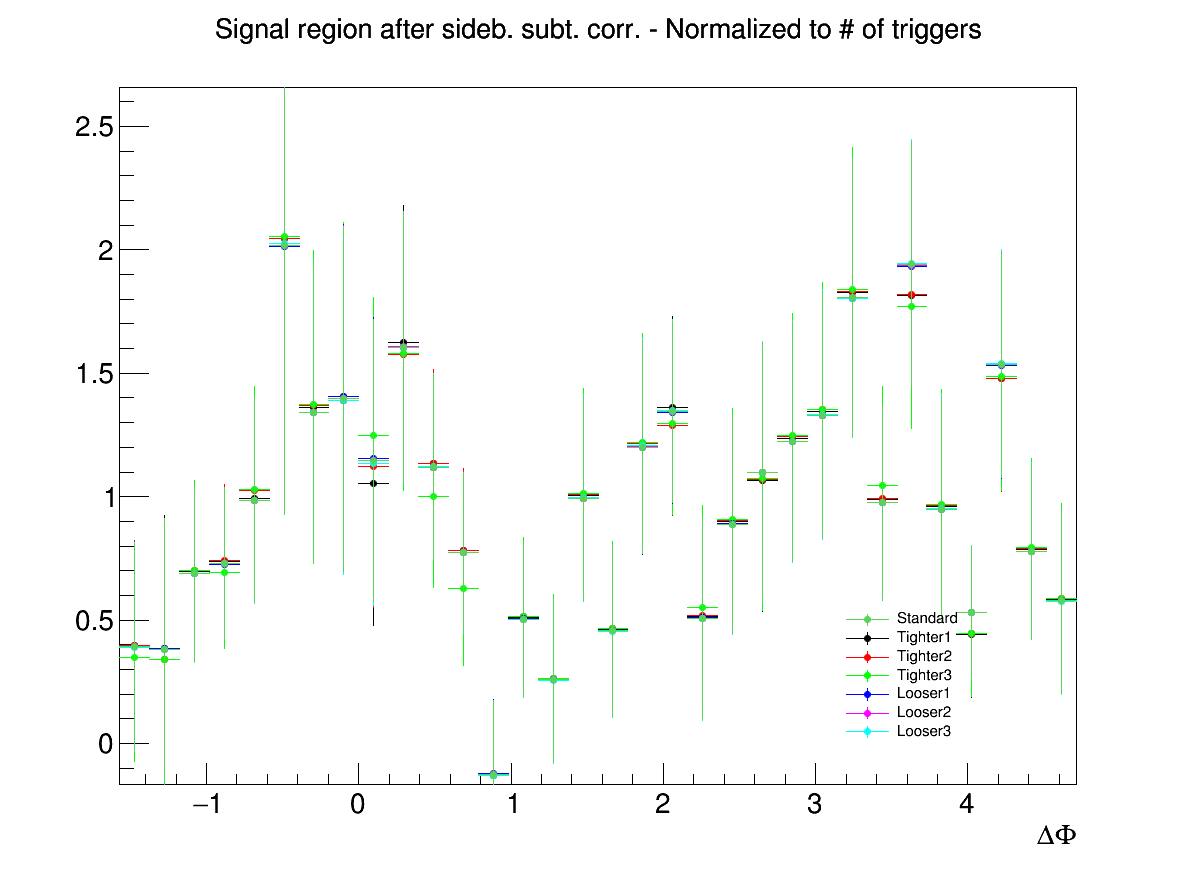 Signal region after sideb. subt. corr. - Normalized to # of triggers
2.5
2
1.5
1
0.5
0
Standard
Tighter1
Tighter2
Tighter3
Looser1
Looser2
Looser3
−1 0 1 2 3 4
ΔΦ